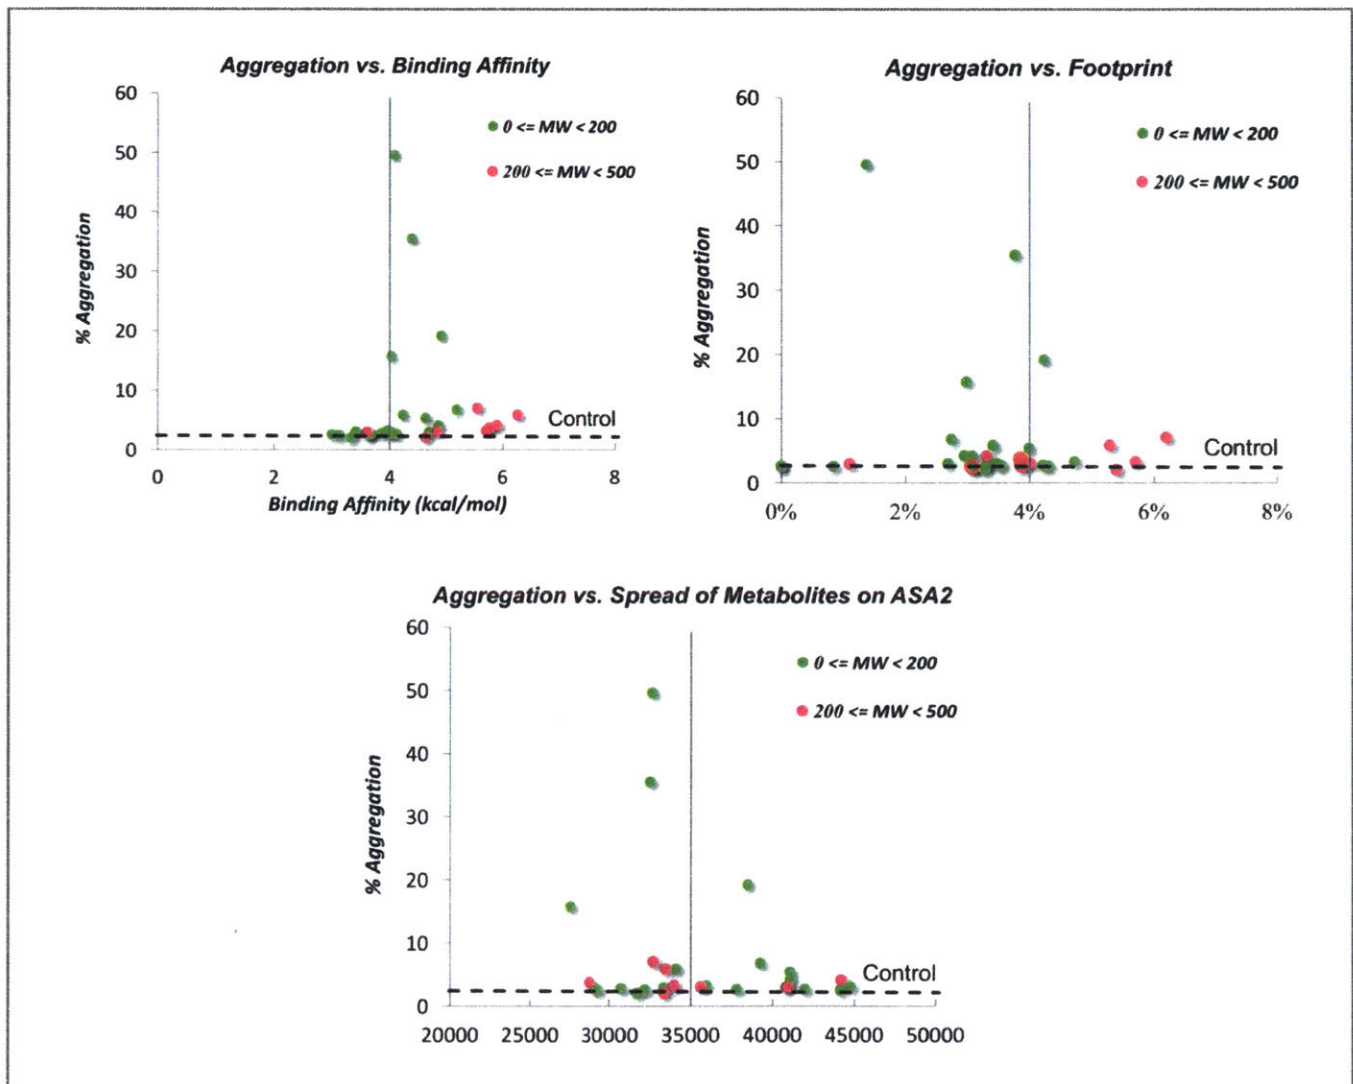 Aggregation vs. Binding Affinity
60
50
40
30
20
10
0
% Aggregation
0 <= MW < 200
200 <= MW < 500
Control
0 2 4 6 8
Binding Affinity (kcal/mol)
Aggregation vs. Footprint
60
50
40
30
20
10
0
% Aggregation
0 <= MW < 200
200 <= MW < 500
Control
0% 2% 4% 6% 8%
Aggregation vs. Spread of Metabolites on ASA2
60
50
40
30
20
10
0
% Aggregation
0 <= MW < 200
200 <= MW < 500
Control
20000 25000 30000 35000 40000 45000 50000